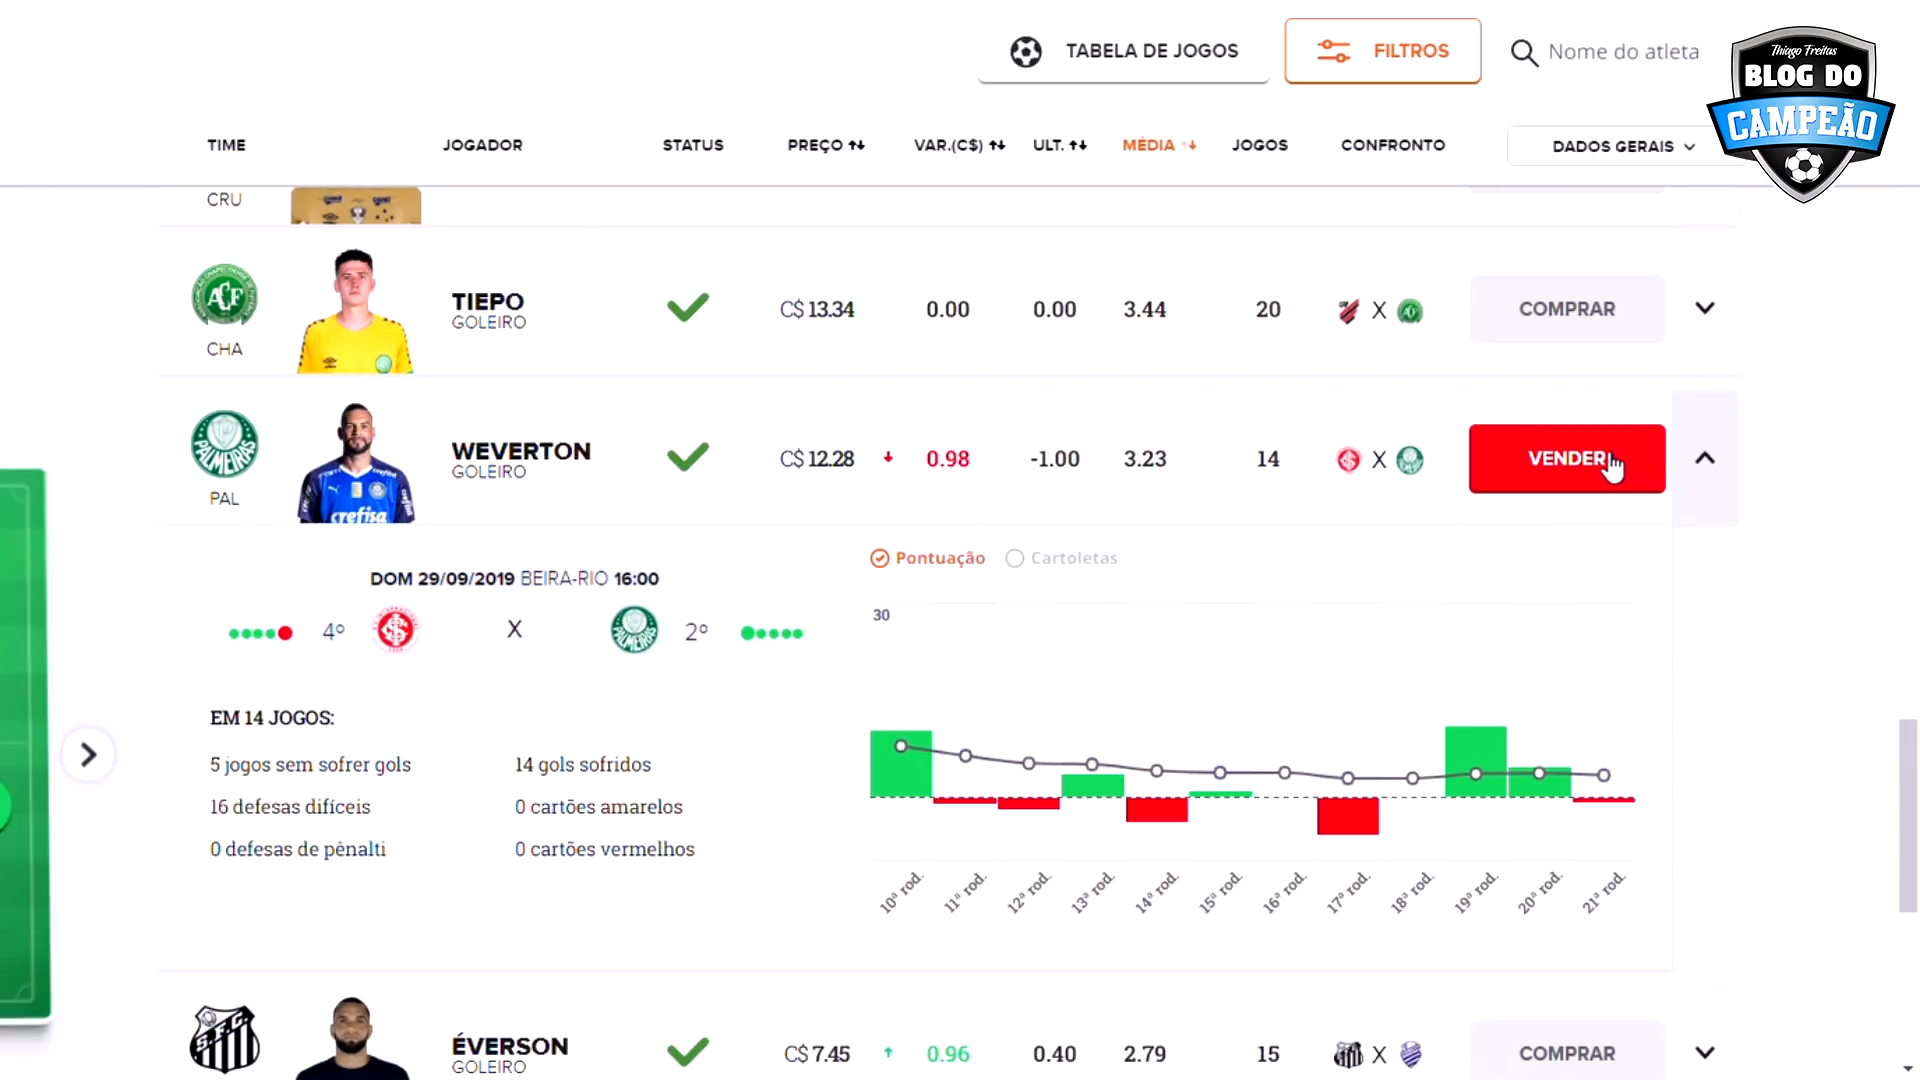 TABELA DE JOGOS
FILTROS
Nome do atleta
Thiago Freitas
BLOG DO
CAMPEÃO
TIME JOGADOR STATUS PREÇO VAR.(C$) ULT. MÉDIA JOGOS CONFRONTO DADOS GERAIS
CRU
TIEPO
GOLEIRO
CHA
C$ 13.34 0.00 0.00 3.44 20 X COMPRAR
WEVERTON
GOLEIRO
PAL
PALMEIRAS
crefisa
C$ 12.28 0.98 -1.00 3.23 14 X VENDER
DOM 29/09/2019 BEIRA-RIO 16:00
4º X 2º
EM 14 JOGOS:
5 jogos sem sofrer gols
14 gols sofridos
16 defesas difíceis
0 cartões amarelos
0 defesas de pênalti
0 cartões vermelhos
Pontuação Cartoletas
30
10ª rod. 11ª rod. 12ª rod. 13ª rod. 14ª rod. 15ª rod. 16ª rod. 17ª rod. 18ª rod. 19ª rod. 20ª rod. 21ª rod.
S.F.C.
ÉVERSON
GOLEIRO
C$ 7.45 0.96 0.40 2.79 15 X COMPRAR